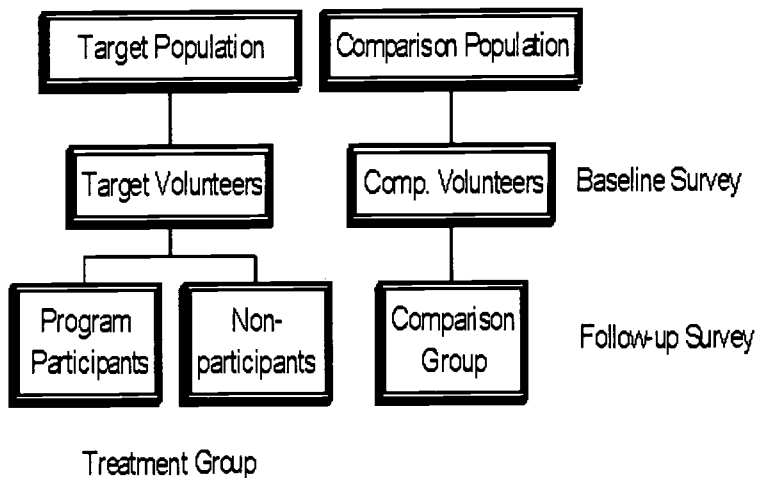 Target Population
Comparison Population
Target Volunteers
Comp. Volunteers
Baseline Survey
Program
Participants
Non-
participants
Comparison
Group
Follow-up Survey
Treatment Group